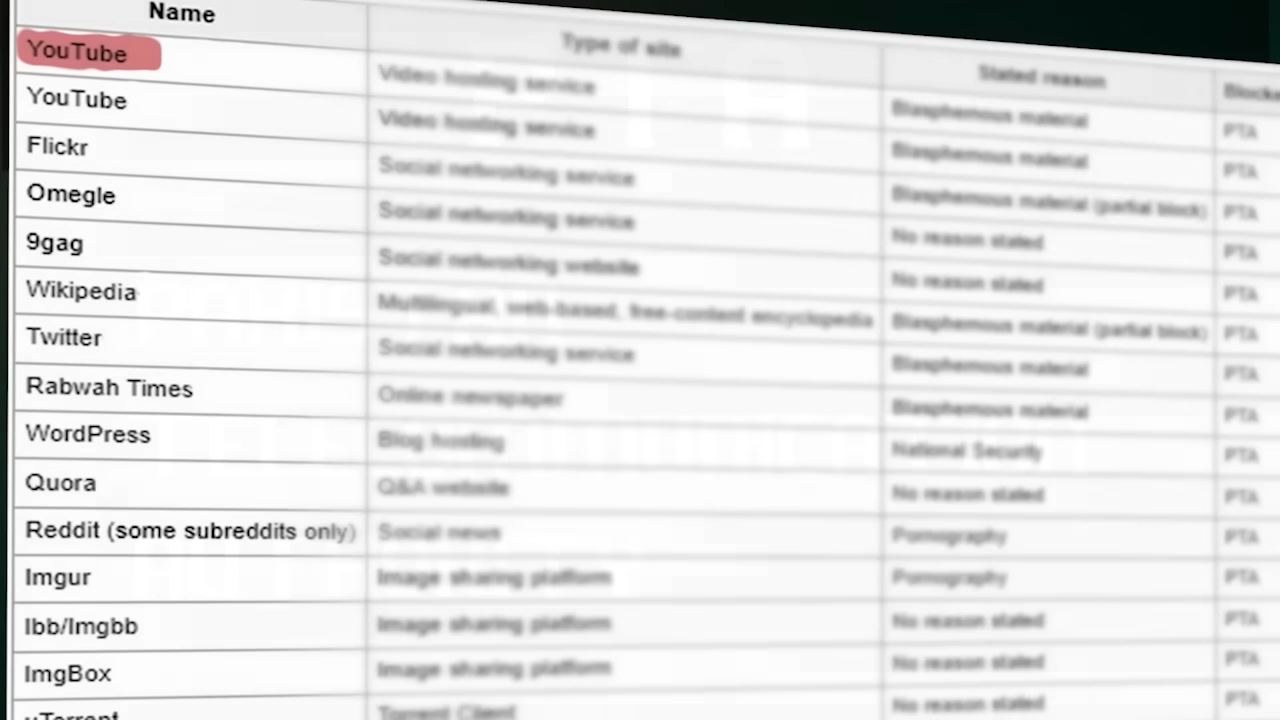 Name Type of site Stated reason
YouTube Video hosting service Blasphemous material PTA
YouTube Video hosting service Blasphemous material PTA
Flickr Social networking service Blasphemous material (partial block) PTA
Omegle Social networking service No reason stated PTA
9gag Social networking website No reason stated PTA
Wikipedia Multilingual, web-based, free-content encyclopedia Blasphemous material (partial block) PTA
Twitter Social networking service Blasphemous material PTA
Rabwah Times Online newspaper Blasphemous material PTA
WordPress Blog hosting National Security PTA
Quora Q&A website No reason stated PTA
Reddit (some subreddits only) Social news Pornography PTA
Imgur Image sharing platform Pornography PTA
Ibb/Imgbb Image sharing platform No reason stated PTA
ImgBox Image sharing platform No reason stated PTA
uTorrent Torrent Client No reason stated PTA